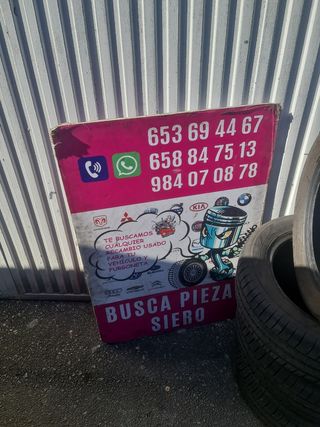 653 69 44 67
658 84 75 13
984 07 08 78
KIA
TE BUSCAMOS
CUALQUIER
RECAMBIO USADO
PARA TU
VEHÍCULO Y
FURGONETA
BUSCA PIEZA
SIERO